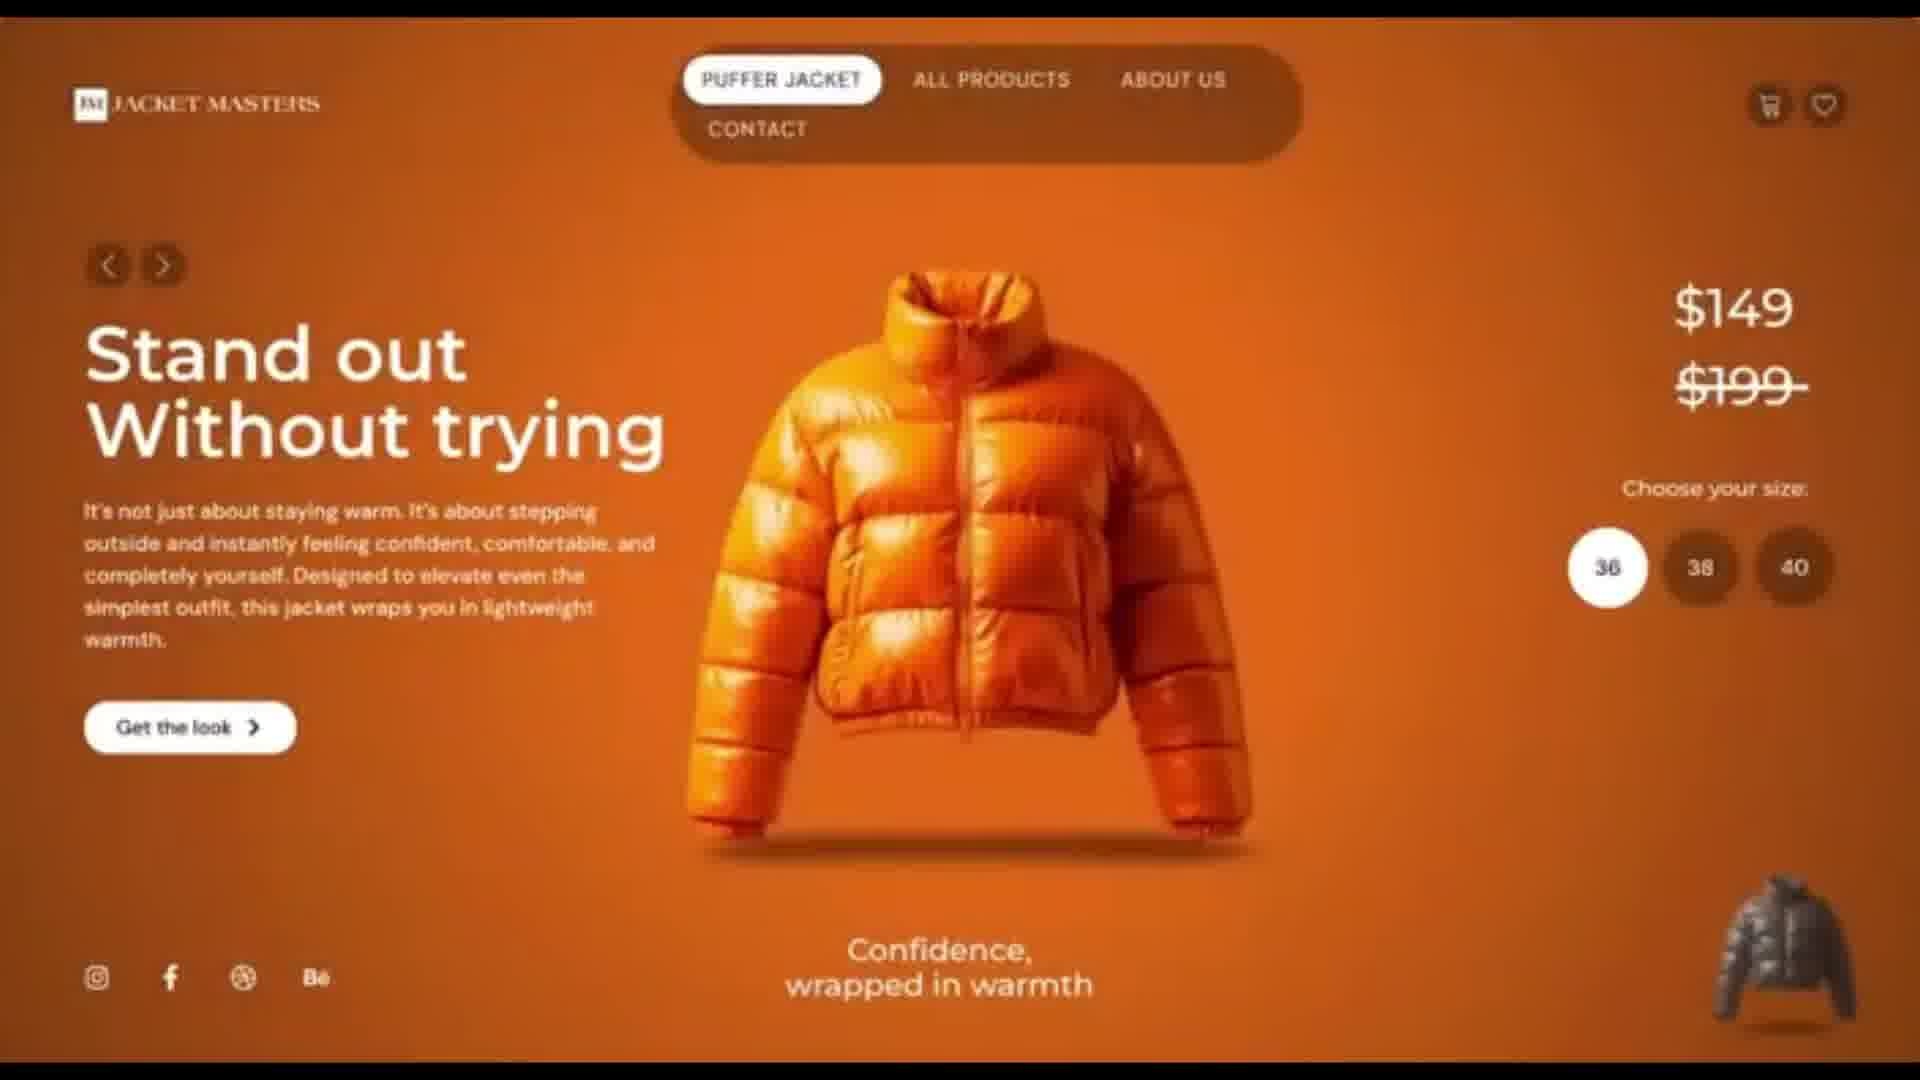 JM JACKET MASTERS
PUFFER JACKET ALL PRODUCTS ABOUT US
CONTACT
Stand out
Without trying
It's not just about staying warm. It's about stepping
outside and instantly feeling confident, comfortable, and
completely yourself. Designed to elevate even the
simplest outfit, this jacket wraps you in lightweight
warmth.
Get the look
$149
$199
Choose your size:
36 38 40
Confidence,
wrapped in warmth
Bē